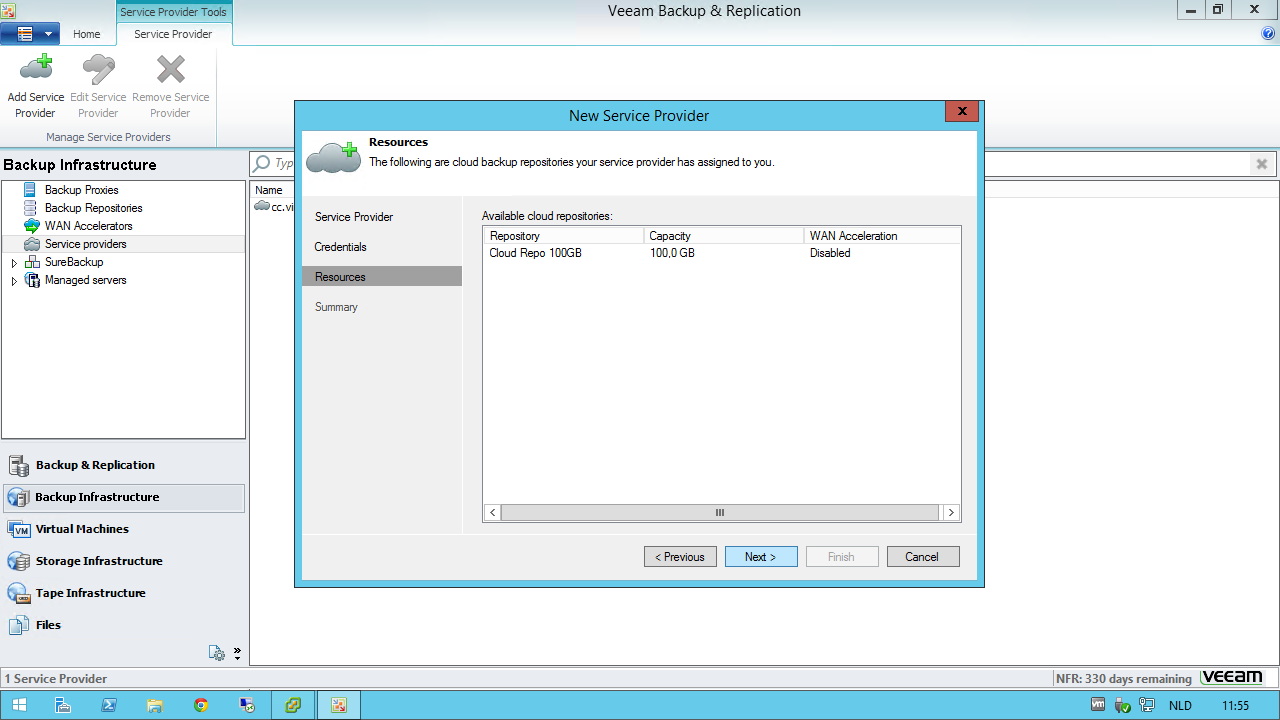 Service Provider Tools
Veeam Backup & Replication
Home
Service Provider
Add Service Provider
Edit Service Provider
Remove Service Provider
Manage Service Providers
Backup Infrastructure
Backup Proxies
Backup Repositories
WAN Accelerators
Service providers
SureBackup
Managed servers
Backup & Replication
Backup Infrastructure
Virtual Machines
Storage Infrastructure
Tape Infrastructure
Files
Name
New Service Provider
Resources
The following are cloud backup repositories your service provider has assigned to you.
Service Provider
Credentials
Resources
Summary
Available cloud repositories:
Repository Capacity WAN Acceleration
Cloud Repo 100GB 100,0 GB Disabled
< Previous
Next >
Finish
Cancel
1 Service Provider
NFR: 330 days remaining
veeam
NLD
11:55